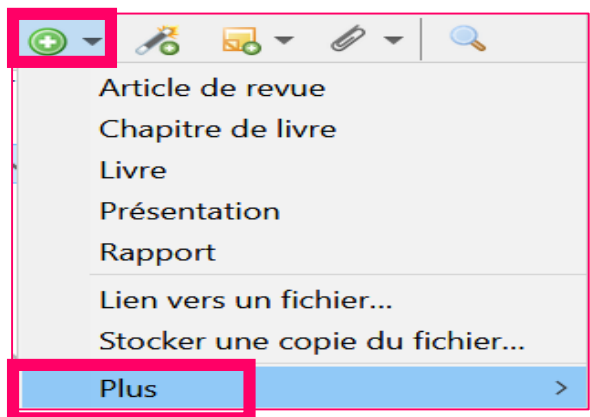 Article de revue
Chapitre de livre
Livre
Présentation
Rapport
Lien vers un fichier...
Stocker une copie du fichier...
Plus